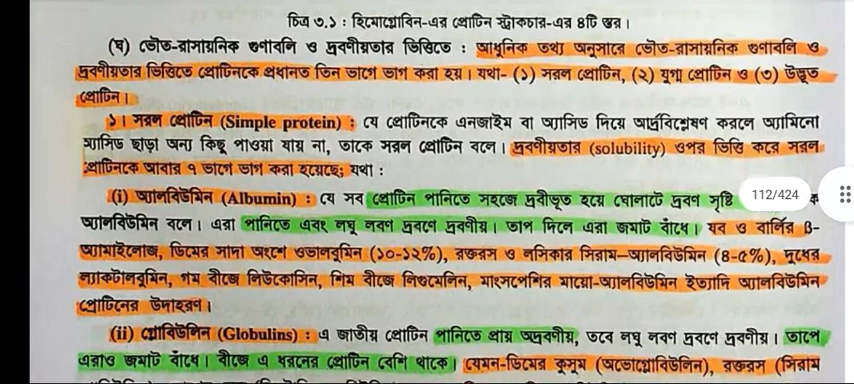 চিত্র ৩.১ : হিমোগ্লোবিন-এর প্রোটিন স্ট্রাকচার-এর ৪টি স্তর।
(ঘ) ভৌত-রাসায়নিক গুণাবলি ও দ্রবণীয়তার ভিত্তিতে : আধুনিক তথ্য অনুসারে ভৌত-রাসায়নিক গুণাবলি ও
দ্রবণীয়তার ভিত্তিতে প্রোটিনকে প্রধানত তিন ভাগে ভাগ করা হয়। যথা- (১) সরল প্রোটিন, (২) যুগ্ম প্রোটিন ও (৩) উদ্ভূত
প্রোটিন।
১। সরল প্রোটিন (Simple protein) : যে প্রোটিনকে এনজাইম বা অ্যাসিড দিয়ে আর্দ্রবিশ্লেষণ করলে অ্যামিনো
অ্যাসিড ছাড়া অন্য কিছু পাওয়া যায় না, তাকে সরল প্রোটিন বলে। দ্রবণীয়তার (solubility) ওপর ভিত্তি করে সরল
প্রোটিনকে আবার ৭ ভাগে ভাগ করা হয়েছে; যথা :
(i) অ্যালবিউমিন (Albumin) : যে সব প্রোটিন পানিতে সহজে দ্রবীভূত হয়ে ঘোলাটে দ্রবণ সৃষ্টি
112/424
অ্যালবিউমিন বলে। এরা পানিতে এবং লঘু লবণ দ্রবণে দ্রবণীয়। তাপ দিলে এরা জমাট বাঁধে। যব ও বার্লির β-
অ্যামাইলোজ, ডিমের সাদা অংশে ওভালবুমিন (১০-১২%), রক্তরস ও লসিকার সিরাম–অ্যালবিউমিন (৪-৫%), দুধের
ল্যাকটালবুমিন, গম বীজে লিউকোসিন, শিম বীজে লিগুমেলিন, মাংসপেশির মায়ো-অ্যালবিউমিন ইত্যাদি অ্যালবিউমিন
প্রোটিনের উদাহরণ।
(ii) গ্লোবিউলিন (Globulins) : এ জাতীয় প্রোটিন পানিতে প্রায় অদ্রবণীয়, তবে লঘু লবণ দ্রবণে দ্রবণীয়। তাপে
এরাও জমাট বাঁধে। বীজে এ ধরনের প্রোটিন বেশি থাকে। যেমন-ডিমের কুসুম (অভোগ্লোবিউলিন), রক্তরস (সিরাম